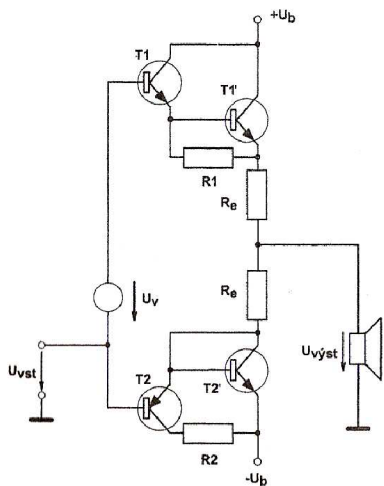 +Ub
T1
T1'
R1
Re
Uv
Re
Uvst
T2
T2'
Uvýst
R2
-Ub